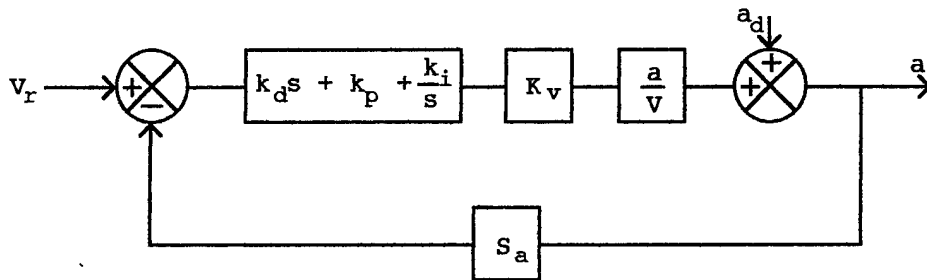 a_d
V_r
+
−
k_d s + k_p + k_i/s
K_v
a/V
+
+
a
S_a